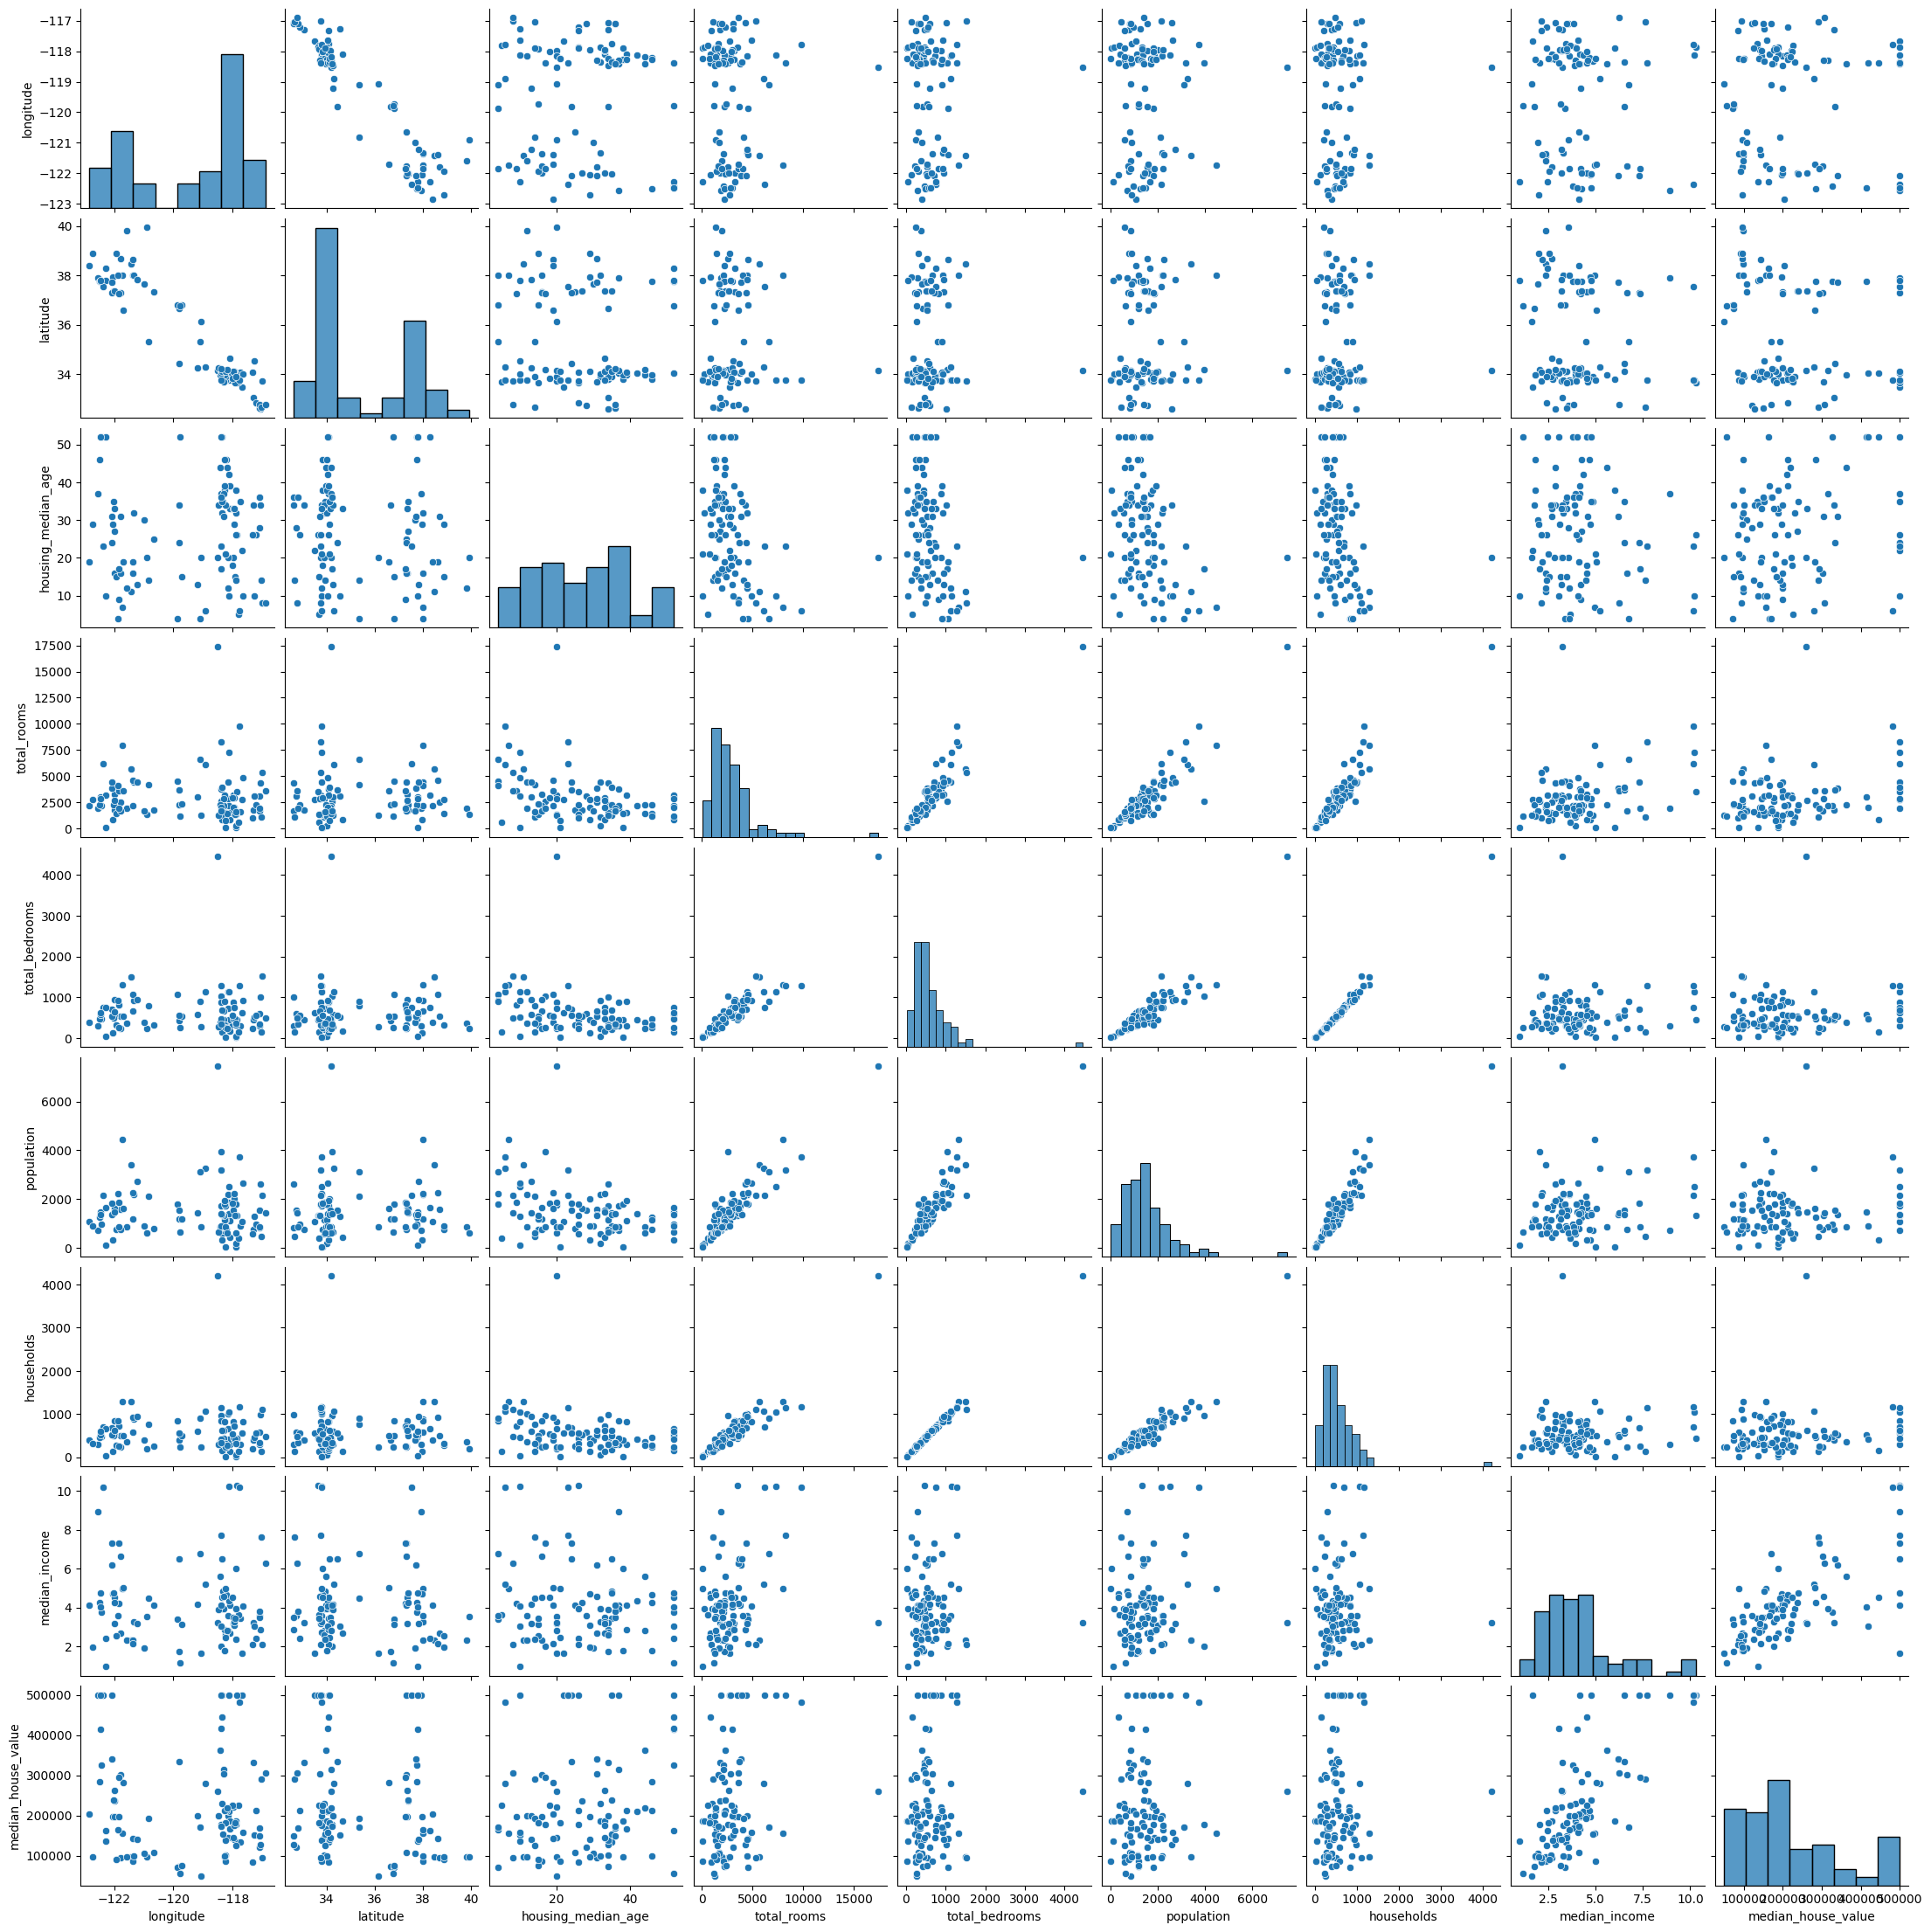 −117
−118
−119
−120
−121
−122
−123
longitude
40
38
36
34
latitude
50
40
30
20
10
housing_median_age
17500
15000
12500
10000
7500
5000
2500
0
total_rooms
4000
3000
2000
1000
0
total_bedrooms
6000
4000
2000
0
population
4000
3000
2000
1000
0
households
10
8
6
4
2
median_income
500000
400000
300000
200000
100000
median_house_value
−122 −120 −118
longitude
34 36 38 40
latitude
20 40
housing_median_age
0 5000 10000 15000
total_rooms
0 1000 2000 3000 4000
total_bedrooms
0 2000 4000 6000
population
0 1000 2000 3000 4000
households
2.5 5.0 7.5 10.0
median_income
100000 200000 300000 400000 500000
median_house_value